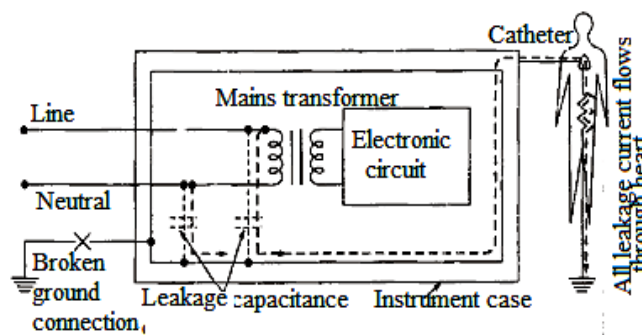 Catheter
Mains transformer
Line
Electronic
circuit
Neutral
Broken
ground
connection
Leakage capacitance
Instrument case
All leakage current flows
through heart